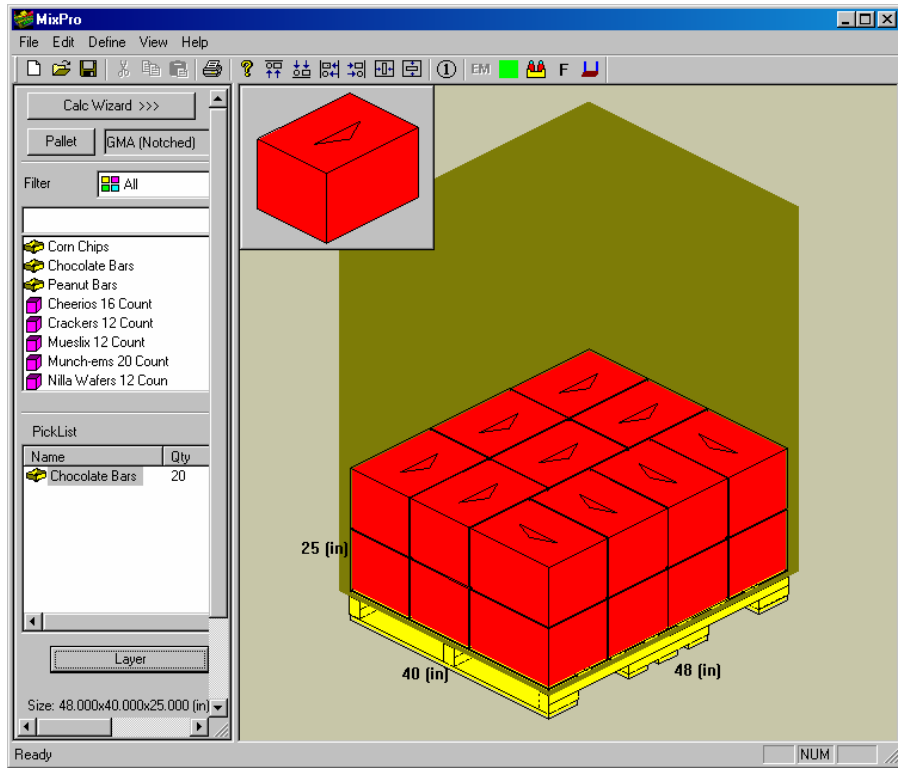 MixPro
File Edit Define View Help
? 1 EM F
Calc Wizard >>>
Pallet GMA (Notched)
Filter All
Corn Chips
Chocolate Bars
Peanut Bars
Cheerios 16 Count
Crackers 12 Count
Mueslix 12 Count
Munch-ems 20 Count
Nilla Wafers 12 Coun
PickList
Name Qty
Chocolate Bars 20
Layer
Size: 48.000x40.000x25.000 (in)
25 (in)
40 (in)
48 (in)
Ready NUM